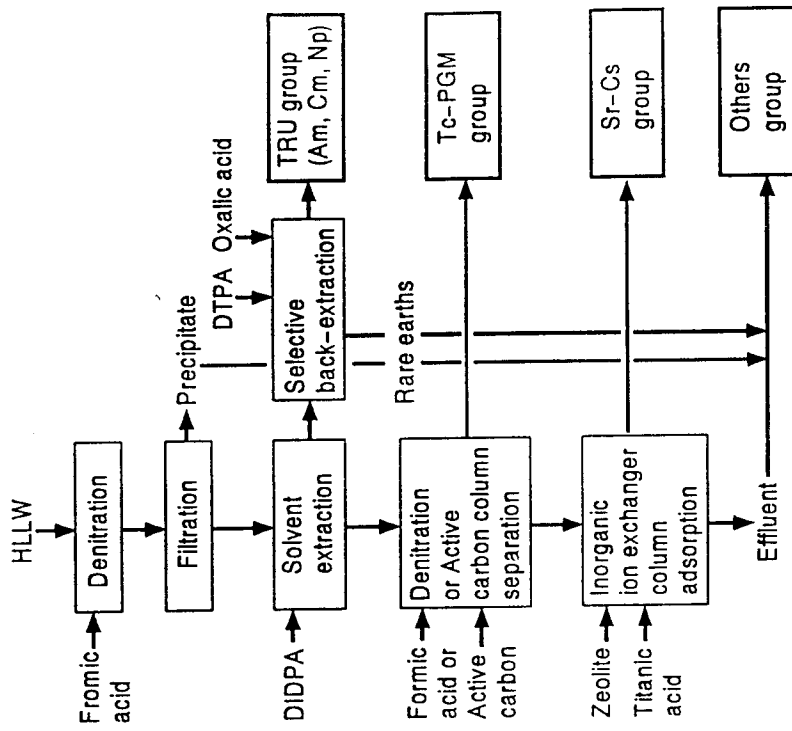 HLLW
Fromic
acid
Denitration
Filtration
Precipitate
DTPA
Oxalic acid
DIDPA
Solvent
extraction
Selective
back-extraction
TRU group
(Am, Cm, Np)
Rare earths
Formic
acid or
Active
carbon
Denitration
or Active
carbon column
separation
Tc-PGM
group
Zeolite
Titanic
acid
Inorganic
ion exchanger
column
adsorption
Sr-Cs
group
Effluent
Others
group